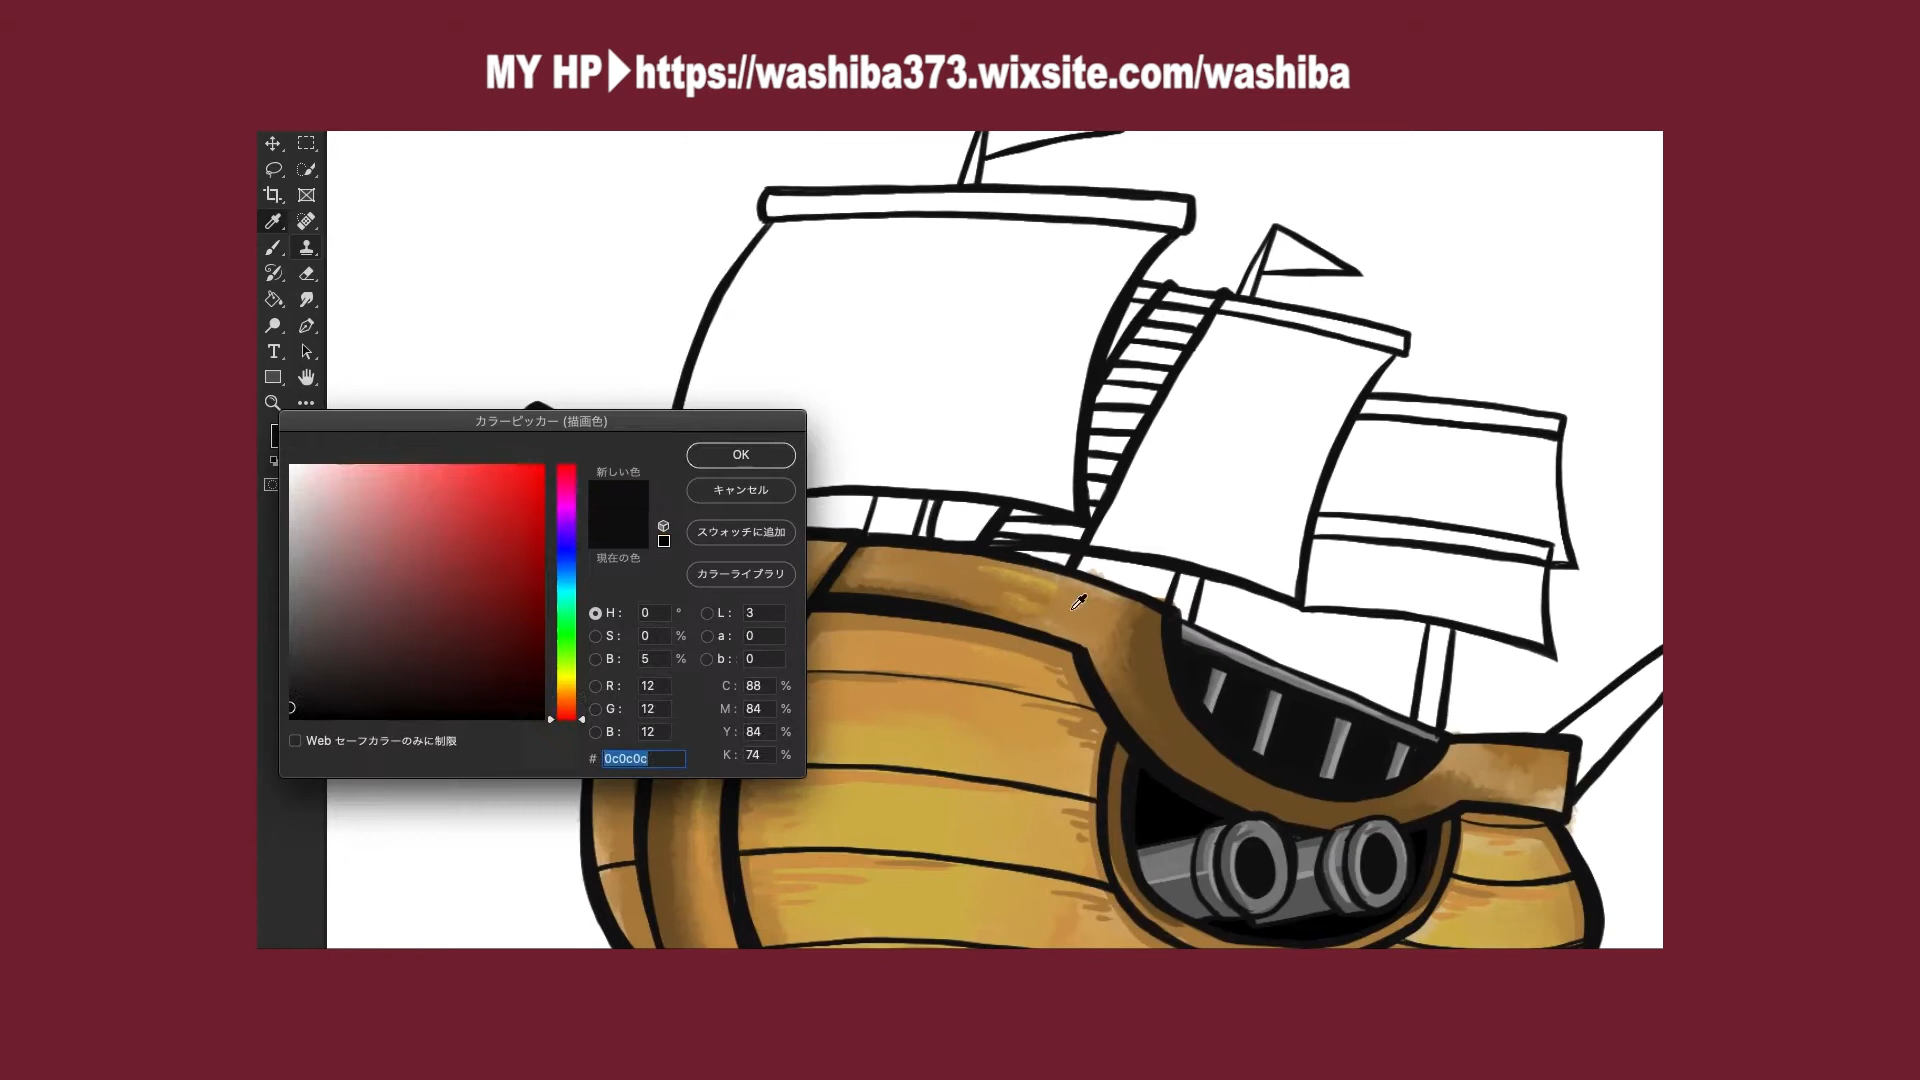 MY HP▶https://washiba373.wixsite.com/washiba
カラーピッカー (描画色)
新しい色
現在の色
OK
キャンセル
スウォッチに追加
カラーライブラリ
H: 0 °
S: 0 %
B: 5 %
R: 12
G: 12
B: 12
# 0c0c0c
L: 3
a: 0
b: 0
C: 88 %
M: 84 %
Y: 84 %
K: 74 %
Web セーフカラーのみに制限